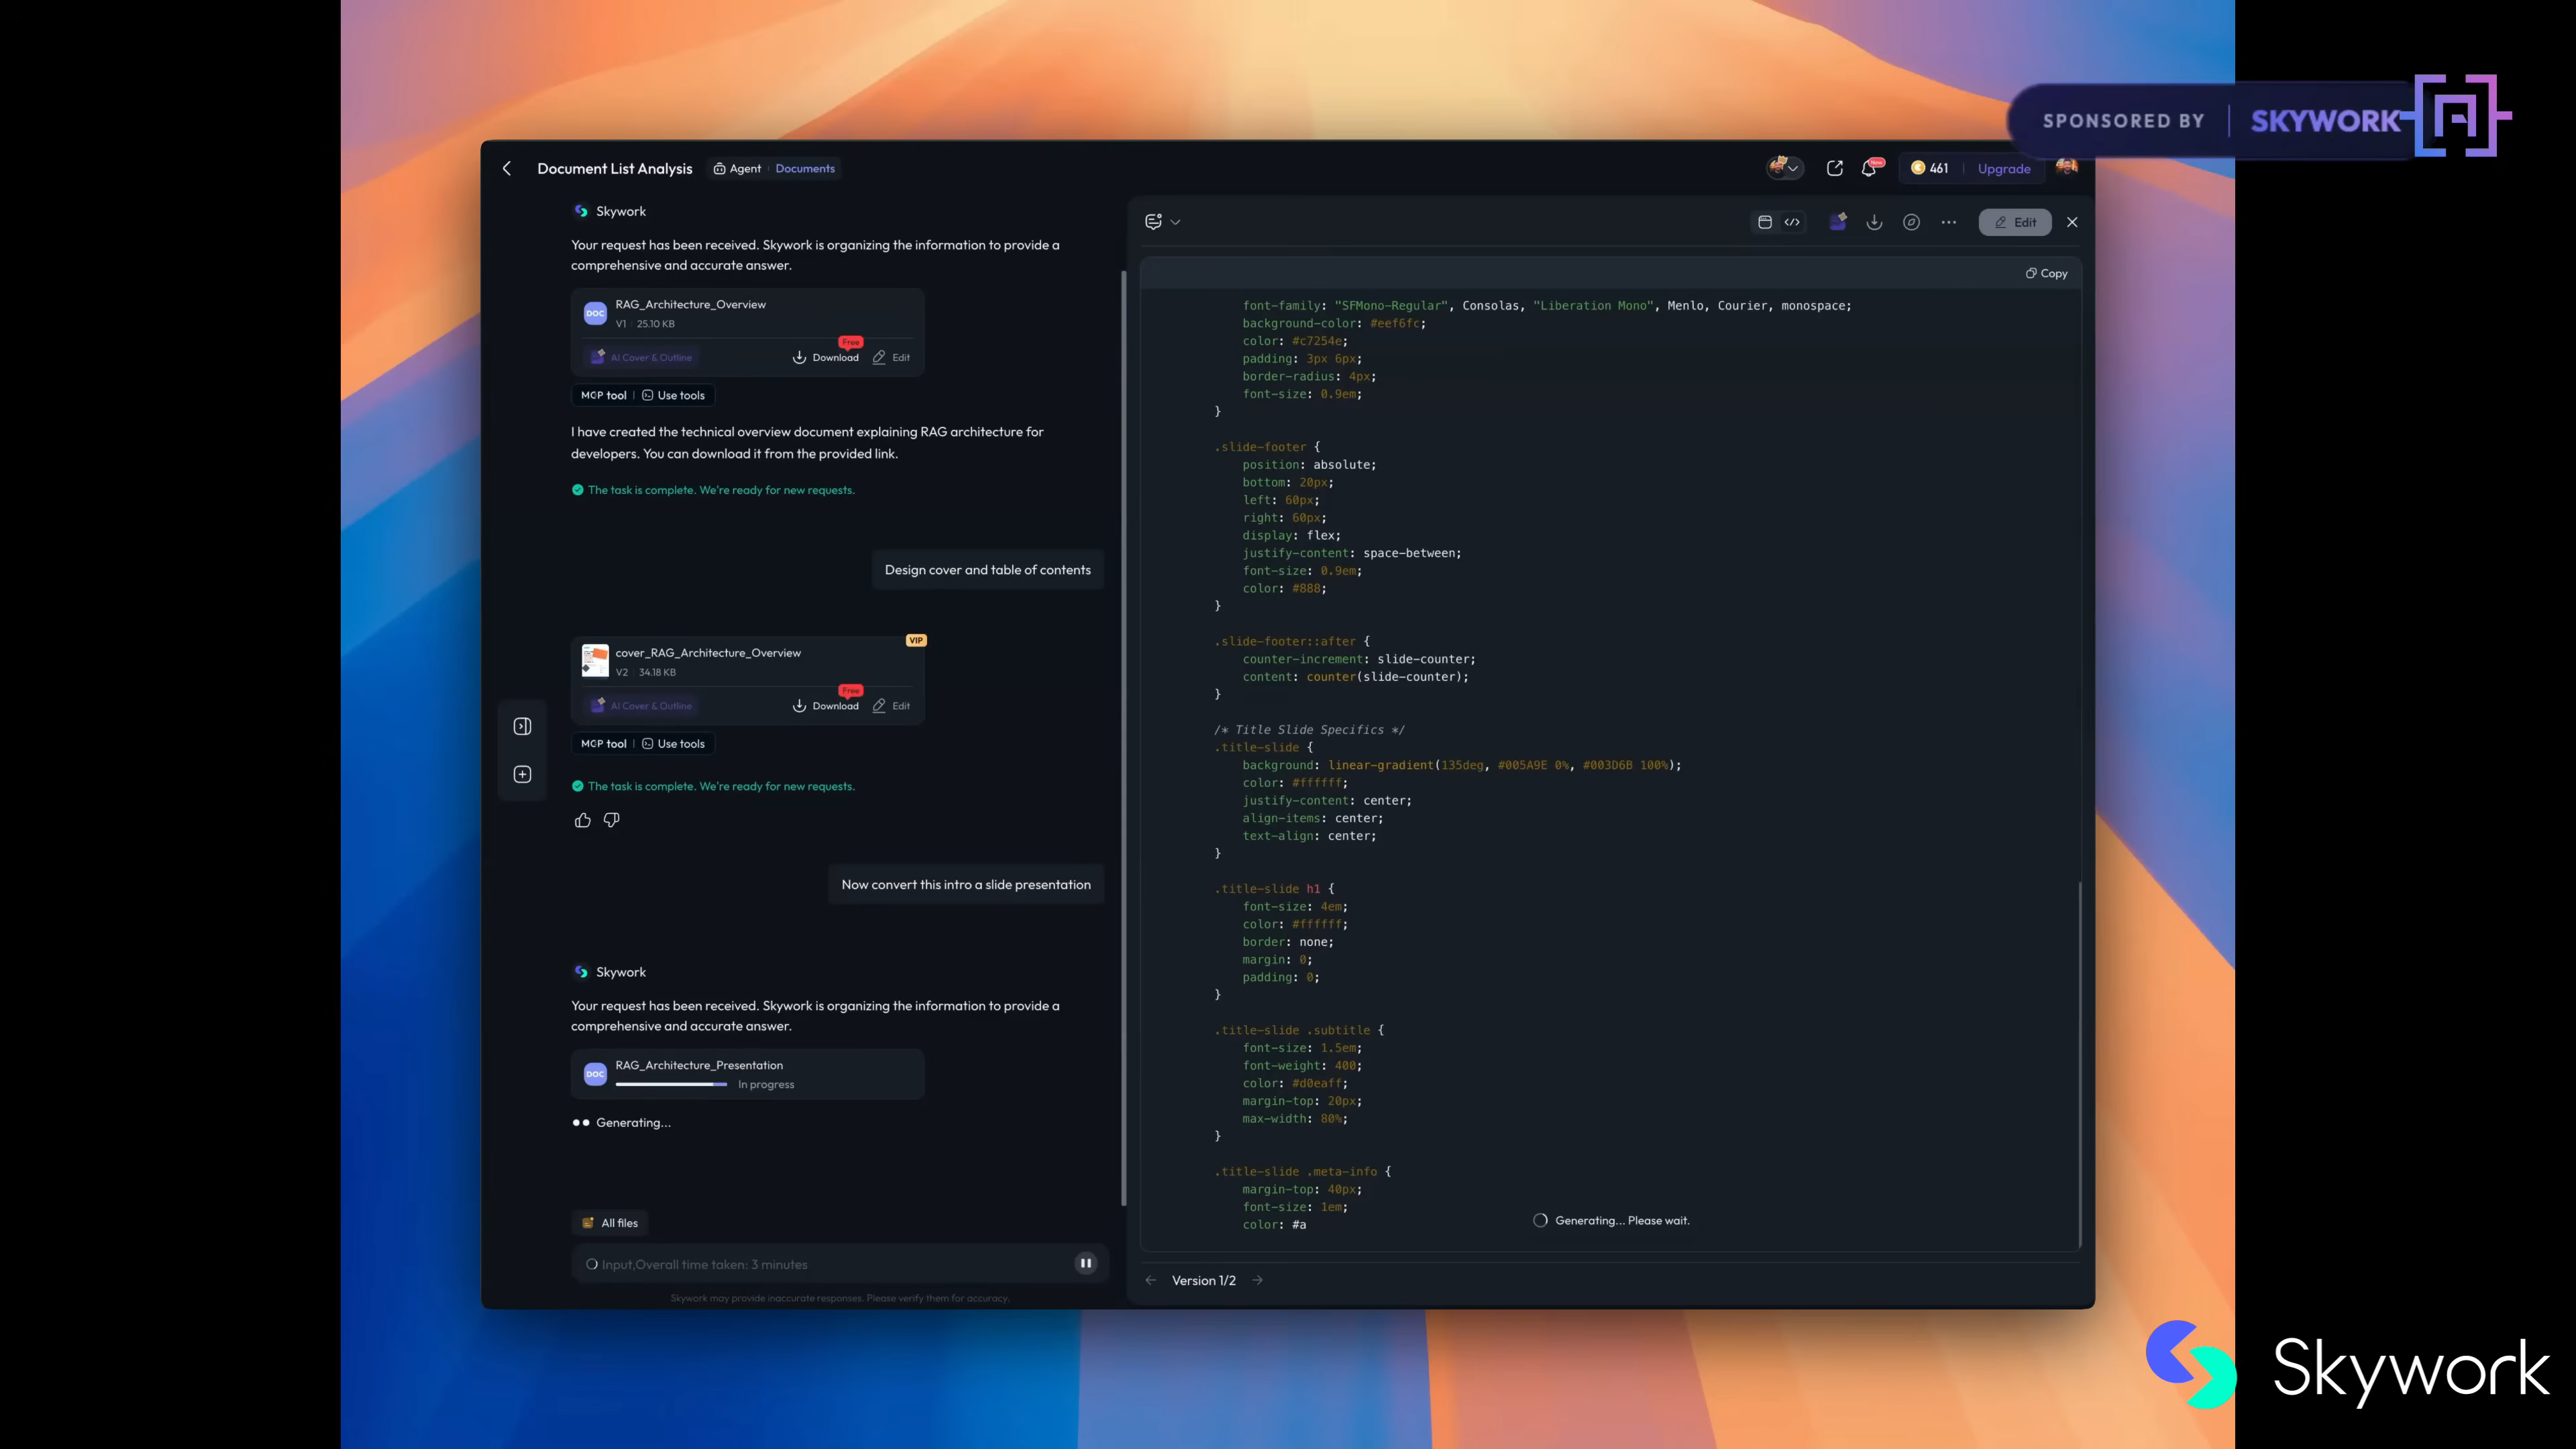 SPONSORED BY | SKYWORK
Document List Analysis
Agent
Documents
New
461
Upgrade
Skywork
Your request has been received. Skywork is organizing the information to provide a
comprehensive and accurate answer.
DOC
RAG_Architecture_Overview
V1 25.10 KB
AI Cover & Outline
Free
Download
Edit
MCP tool | Use tools
I have created the technical overview document explaining RAG architecture for
developers. You can download it from the provided link.
The task is complete. We're ready for new requests.
Design cover and table of contents
VIP
cover_RAG_Architecture_Overview
V2 34.18 KB
AI Cover & Outline
Free
Download
Edit
MCP tool | Use tools
The task is complete. We're ready for new requests.
Now convert this intro a slide presentation
Skywork
Your request has been received. Skywork is organizing the information to provide a
comprehensive and accurate answer.
DOC
RAG_Architecture_Presentation
In progress
Generating...
All files
Input,Overall time taken: 3 minutes
Skywork may provide inaccurate responses. Please verify them for accuracy.
Edit
Copy
font-family: "SFMono-Regular", Consolas, "Liberation Mono", Menlo, Courier, monospace;
background-color: #eef6fc;
color: #c7254e;
padding: 3px 6px;
border-radius: 4px;
font-size: 0.9em;
}
.slide-footer {
position: absolute;
bottom: 20px;
left: 60px;
right: 60px;
display: flex;
justify-content: space-between;
font-size: 0.9em;
color: #888;
}
.slide-footer::after {
counter-increment: slide-counter;
content: counter(slide-counter);
}
/* Title Slide Specifics */
.title-slide {
background: linear-gradient(135deg, #005A9E 0%, #003D6B 100%);
color: #ffffff;
justify-content: center;
align-items: center;
text-align: center;
}
.title-slide h1 {
font-size: 4em;
color: #ffffff;
border: none;
margin: 0;
padding: 0;
}
.title-slide .subtitle {
font-size: 1.5em;
font-weight: 400;
color: #d0eaff;
margin-top: 20px;
max-width: 80%;
}
.title-slide .meta-info {
margin-top: 40px;
font-size: 1em;
color: #a
Generating... Please wait.
Version 1/2
Skywork